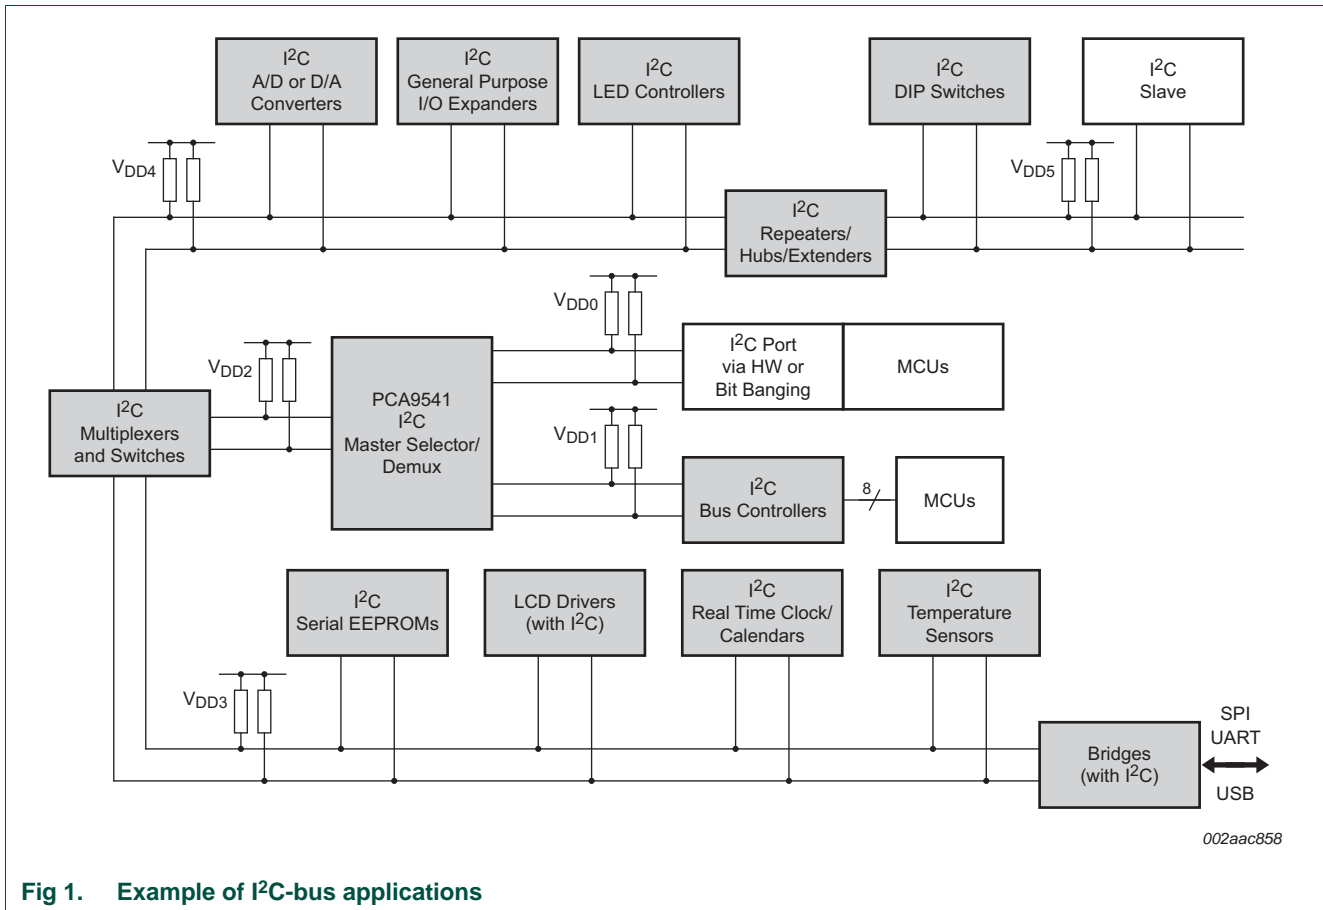 I²C
A/D or D/A
Converters
I²C
General Purpose
I/O Expanders
I²C
LED Controllers
I²C
DIP Switches
I²C
Slave
VDD4
VDD5
I²C
Repeaters/
Hubs/Extenders
VDD0
VDD2
I²C Port
via HW or
Bit Banging
MCUs
PCA9541
I²C
Master Selector/
Demux
I²C
Multiplexers
and Switches
VDD1
I²C
Bus Controllers
8
MCUs
I²C
Serial EEPROMs
LCD Drivers
(with I²C)
I²C
Real Time Clock/
Calendars
I²C
Temperature
Sensors
VDD3
Bridges
(with I²C)
SPI
UART
USB
002aac858
Fig 1. Example of I²C-bus applications